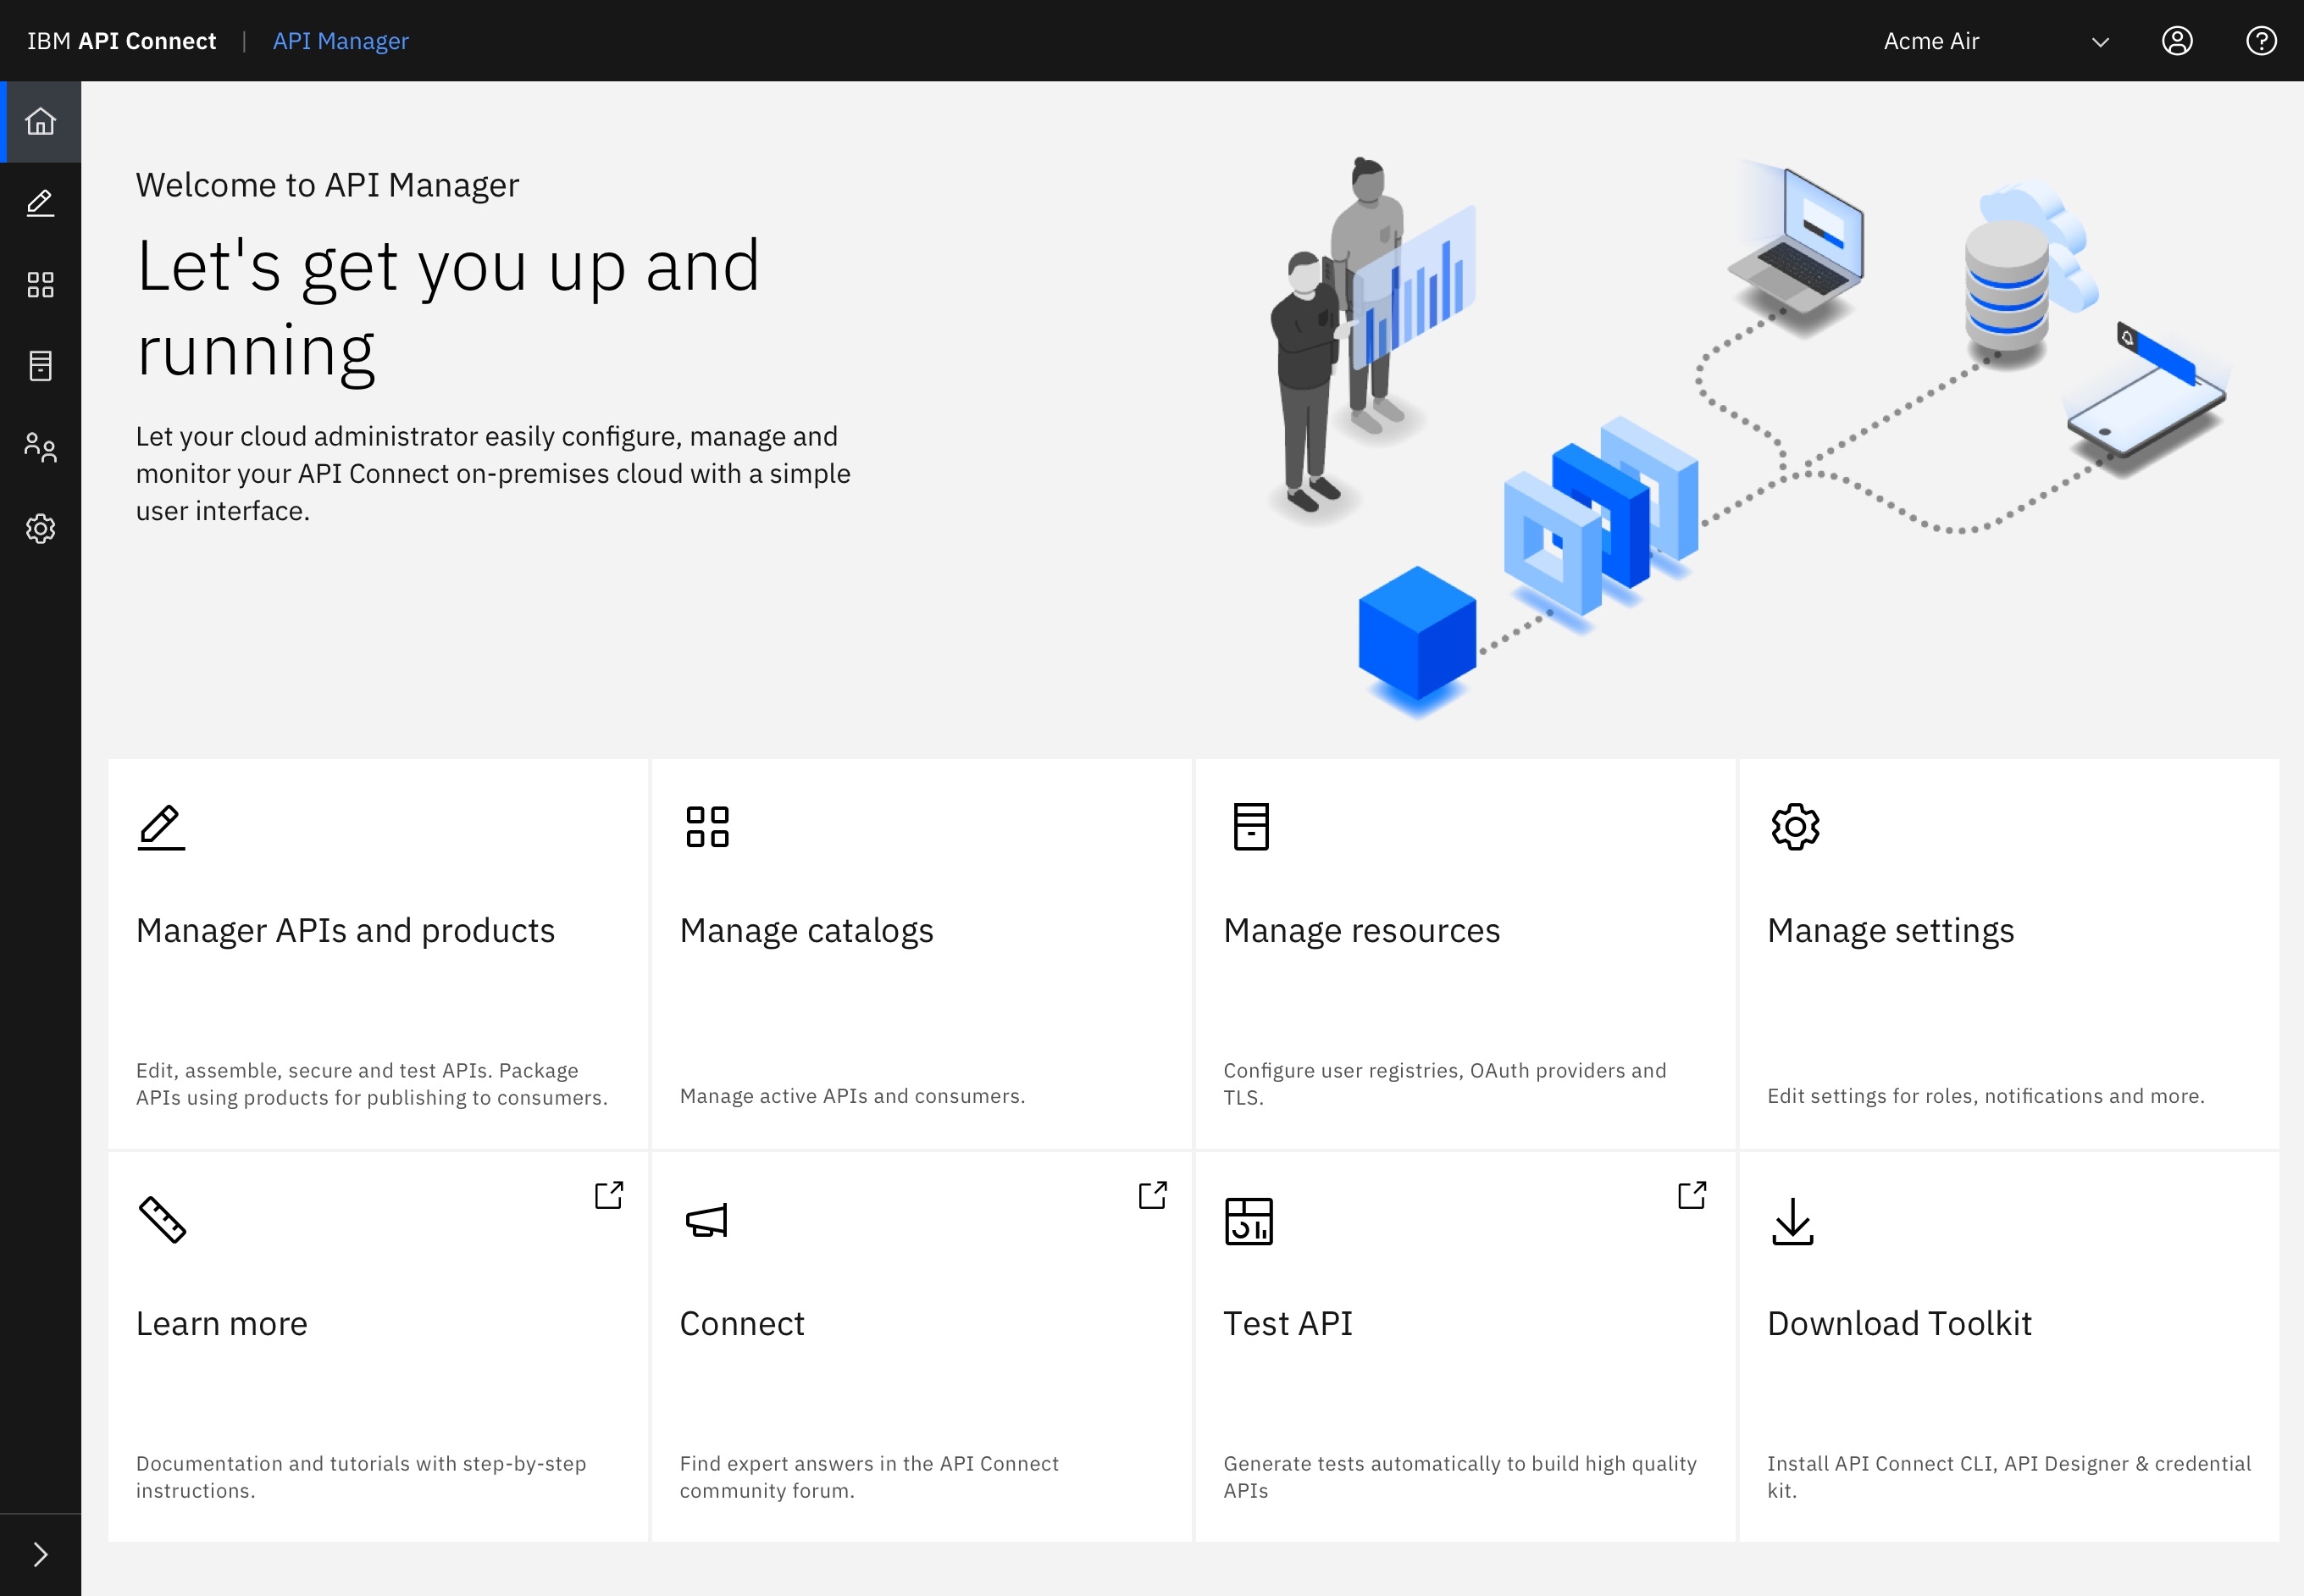 IBM API Connect | API Manager
Acme Air
Welcome to API Manager
Let's get you up and
running
Let your cloud administrator easily configure, manage and
monitor your API Connect on-premises cloud with a simple
user interface.
Manager APIs and products
Edit, assemble, secure and test APIs. Package
APIs using products for publishing to consumers.
Manage catalogs
Manage active APIs and consumers.
Manage resources
Configure user registries, OAuth providers and
TLS.
Manage settings
Edit settings for roles, notifications and more.
Learn more
Documentation and tutorials with step-by-step
instructions.
Connect
Find expert answers in the API Connect
community forum.
Test API
Generate tests automatically to build high quality
APIs
Download Toolkit
Install API Connect CLI, API Designer & credential
kit.